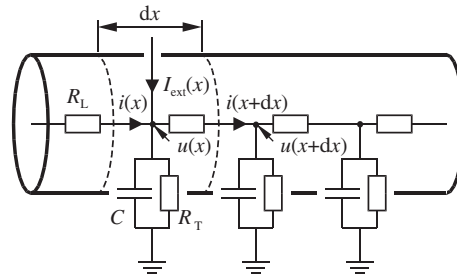 dx
I_ext(x)
R_L
i(x)
i(x+dx)
u(x)
u(x+dx)
C
R_T